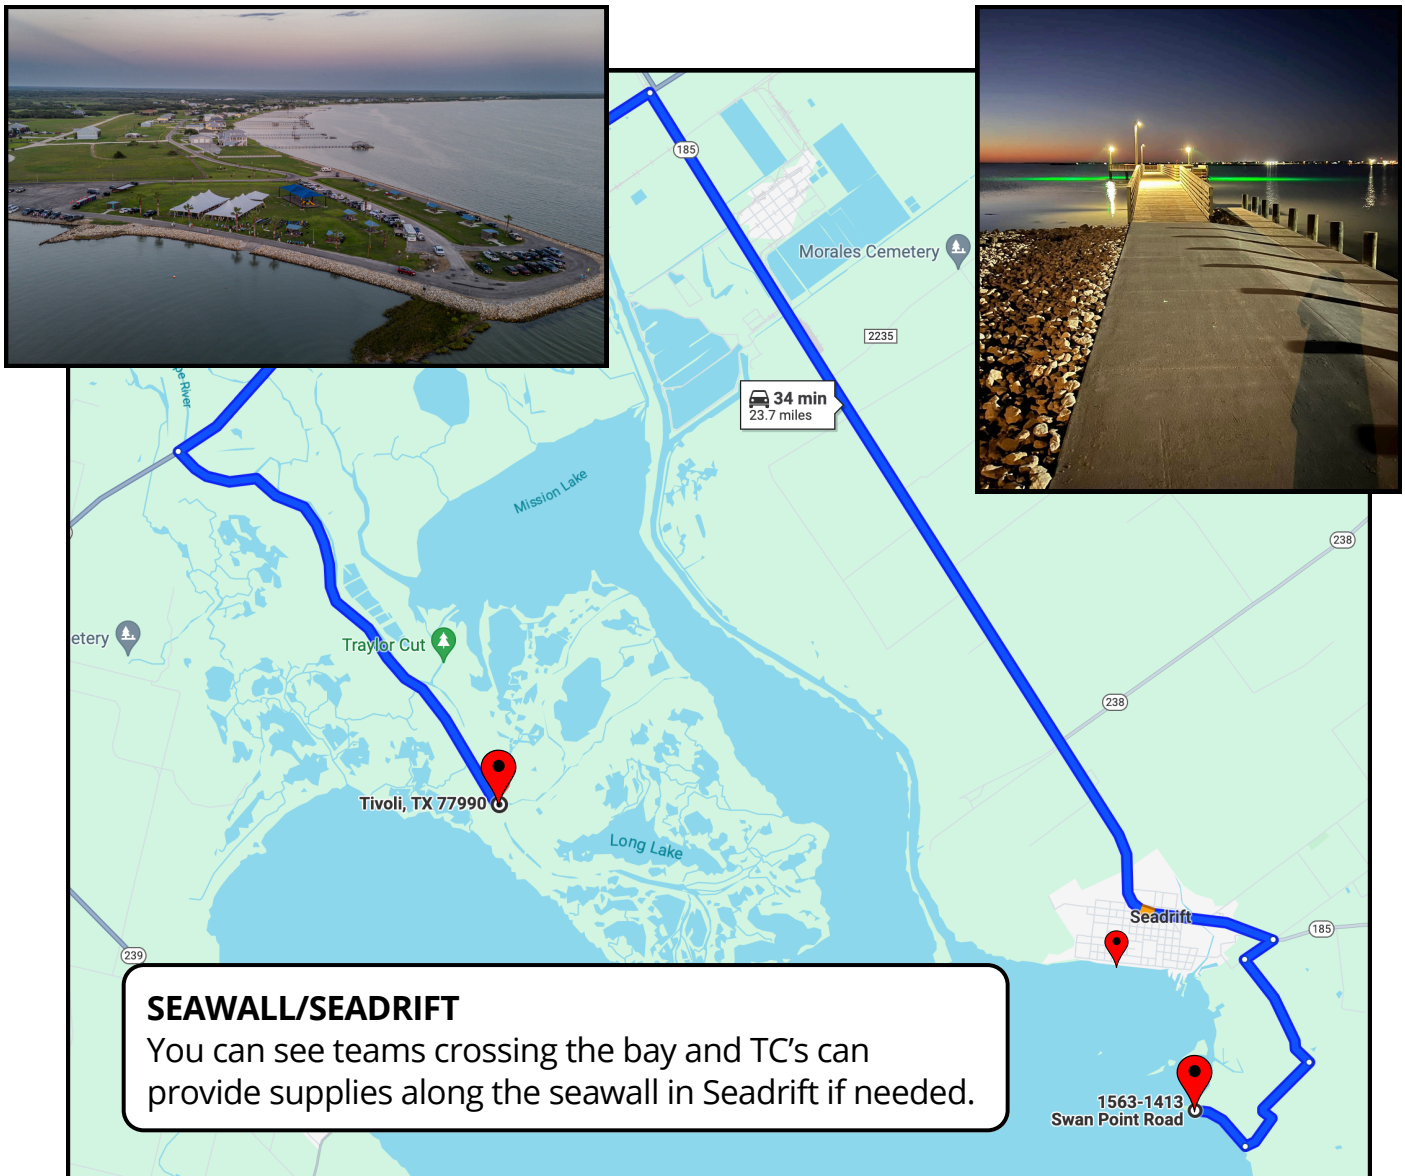 185
Morales Cemetery
2235
34 min
23.7 miles
Mission Lake
238
etery
Traylor Cut
238
Tivoli, TX 77990
Long Lake
Seadrift
185
239
SEAWALL/SEADRIFT
You can see teams crossing the bay and TC’s can
provide supplies along the seawall in Seadrift if needed.
1563-1413
Swan Point Road
pe River